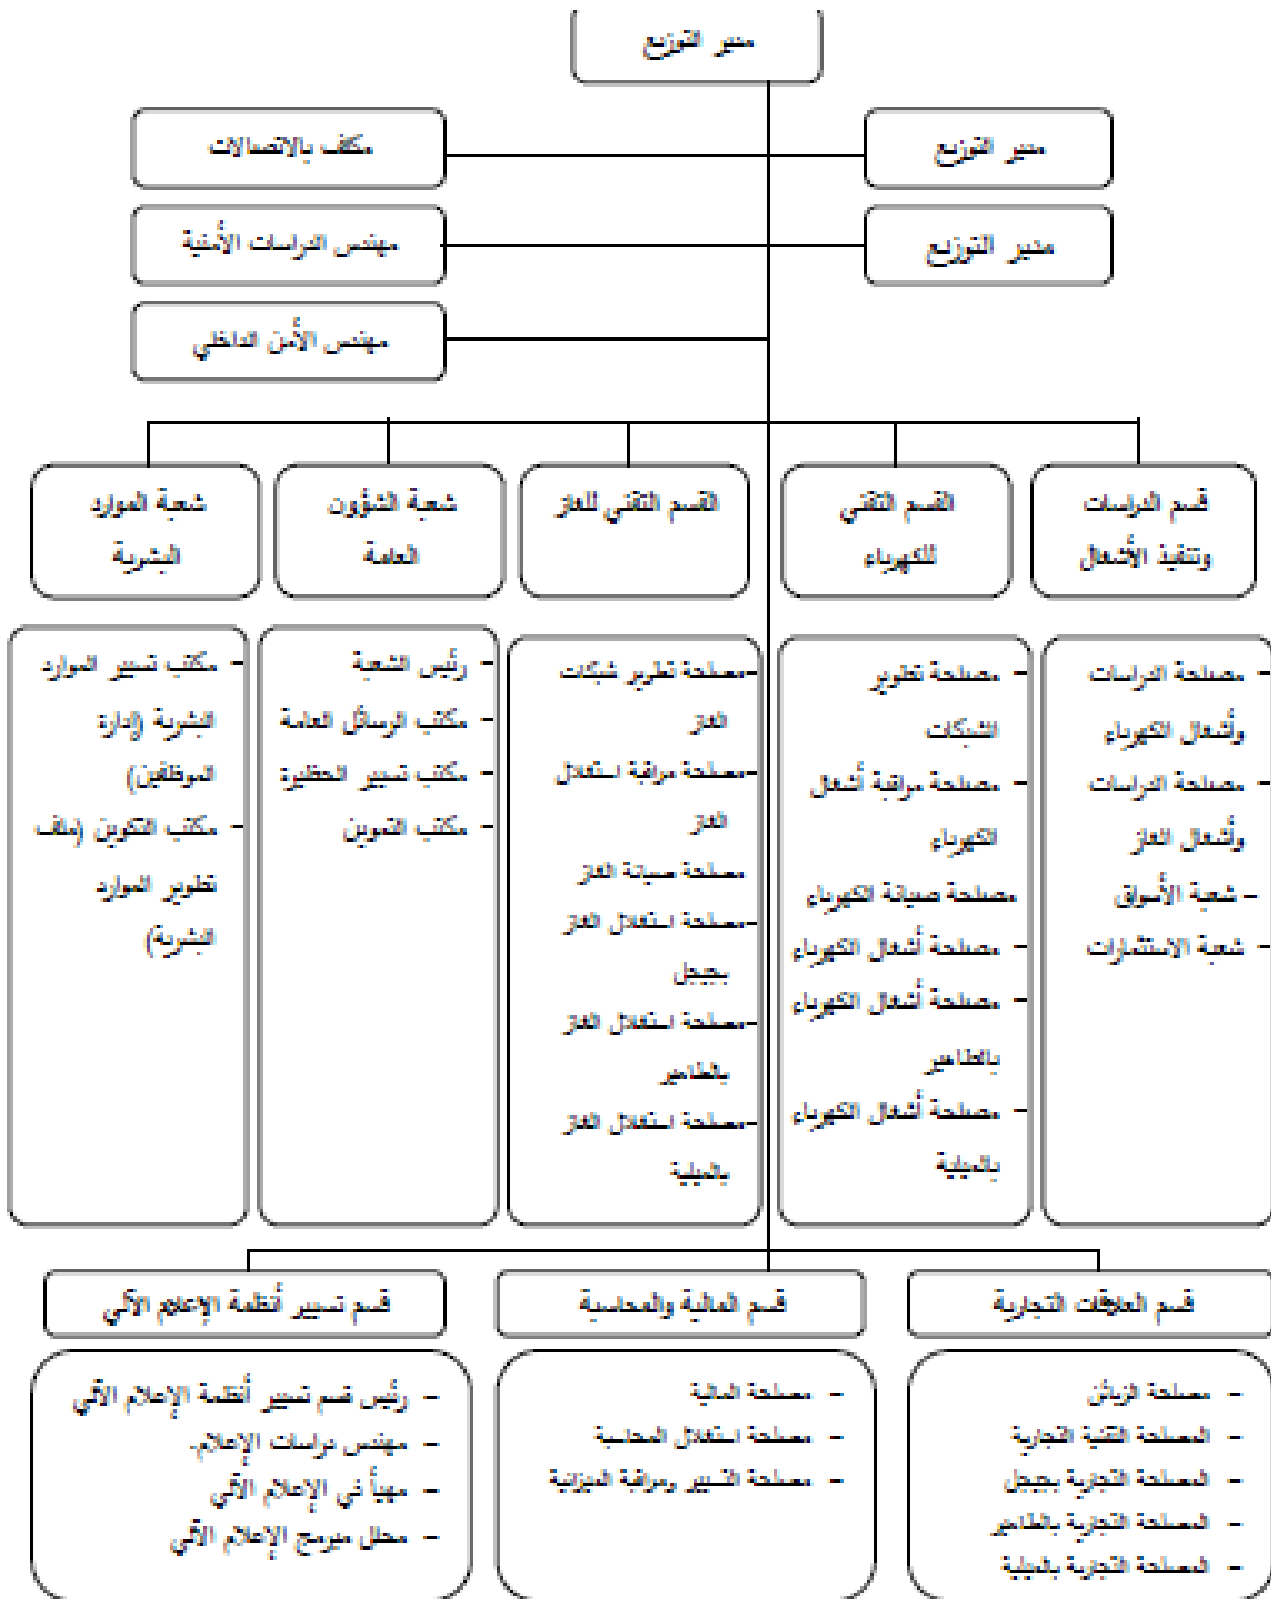 مدير التوزيع
مدير التوزيع
مكلف بالاتصالات
مدير التوزيع
مهندس الدراسات الأمنية
مهندس الأمن الداخلي
قسم الدراسات
وتنفيذ الأشغال
القسم التقني
للكهرباء
القسم التقني للغاز
شعبة الشؤون
العامة
شعبة الموارد
البشرية
- مصلحة الدراسات
وأشغال الكهرباء
- مصلحة الدراسات
وأشغال الغاز
- شعبة الأسواق
- شعبة الاستثمارات
- مصلحة تطوير
الشبكات
- مصلحة مراقبة أشغال
الكهرباء
مصلحة صيانة الكهرباء
- مصلحة أشغال الكهرباء
- مصلحة أشغال الكهرباء
بالطاهير
- مصلحة أشغال الكهرباء
بالميلية
-مصلحة تطوير شبكات
الغاز
-مصلحة مراقبة استغلال
الغاز
مصلحة صيانة الغاز
-مصلحة استغلال الغاز
بجيجل
-مصلحة استغلال الغاز
بالطاهير
-مصلحة استغلال الغاز
بالميلية
- رئيس الشعبة
- مكتب الوسائل العامة
- مكتب تسيير الحظيرة
- مكتب التموين
- مكتب تسيير الموارد
البشرية (إدارة
الموظفين)
- مكتب التكوين (ملف
تطوير الموارد
البشرية)
قسم العلاقات التجارية
قسم المالية والمحاسبة
قسم تسيير أنظمة الإعلام الآلي
- مصلحة الزبائن
- المصلحة التقنية التجارية
- المصلحة التجارية بجيجل
- المصلحة التجارية بالطاهير
- المصلحة التجارية بالميلية
- مصلحة المالية
- مصلحة استغلال المحاسبة
- مصلحة التسيير ومراقبة الميزانية
- رئيس قسم تسيير أنظمة الإعلام الآلي
- مهندس دراسات الإعلام.
- مهيأ في الإعلام الآلي
- محلل مبرمج الإعلام الآلي